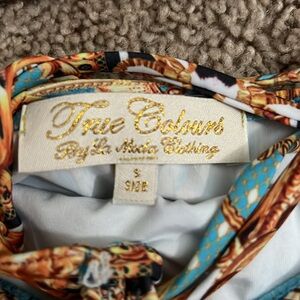 True Colours
By La Moda Clothing
S
SIZE